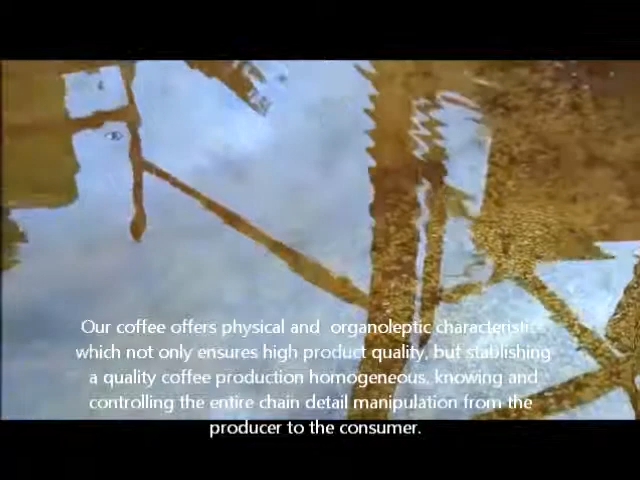 Our coffee offers physical and organoleptic characteristic
which not only ensures high product quality, but stablishing
a quality coffee production homogeneous, knowing and
controlling the entire chain detail manipulation from the
producer to the consumer.